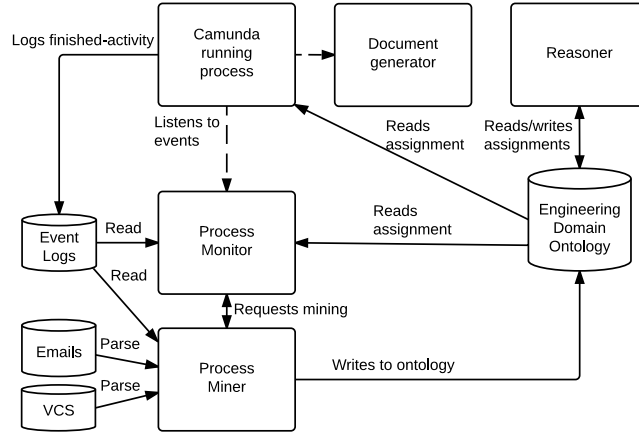 Logs finished-activity
Camunda
running
process
Document
generator
Reasoner
Listens to
events
Reads
assignment
Reads/writes
assignments
Event
Logs
Read
Process
Monitor
Reads
assignment
Engineering
Domain
Ontology
Read
Requests mining
Emails
Parse
Process
Miner
Writes to ontology
Parse
VCS